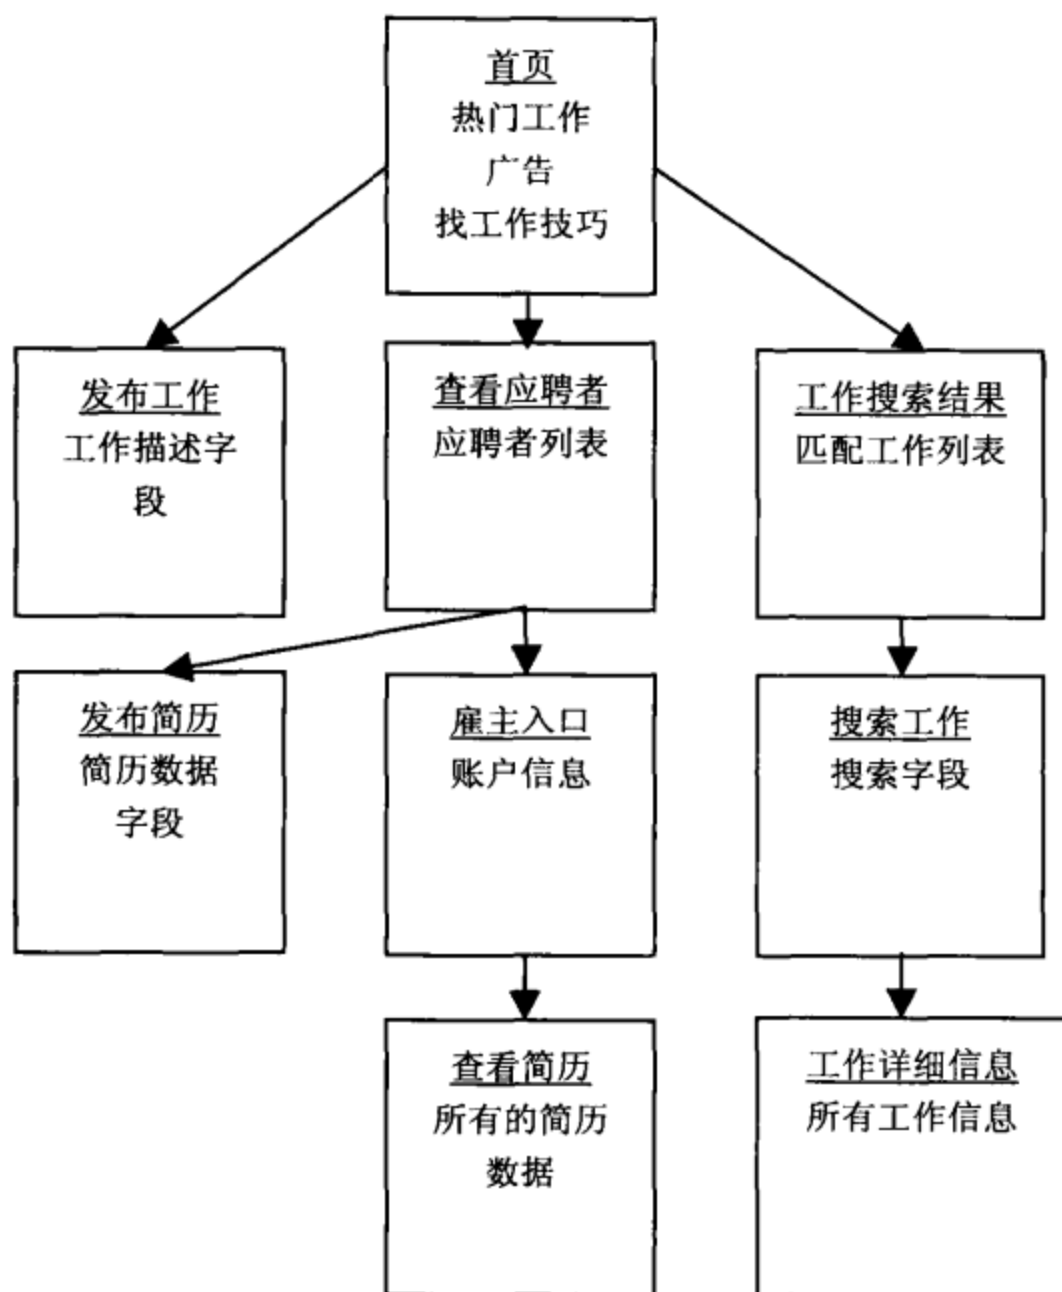 首页
热门工作
广告
找工作技巧
发布工作
工作描述字
段
查看应聘者
应聘者列表
工作搜索结果
匹配工作列表
发布简历
简历数据
字段
雇主入口
账户信息
搜索工作
搜索字段
查看简历
所有的简历
数据
工作详细信息
所有工作信息